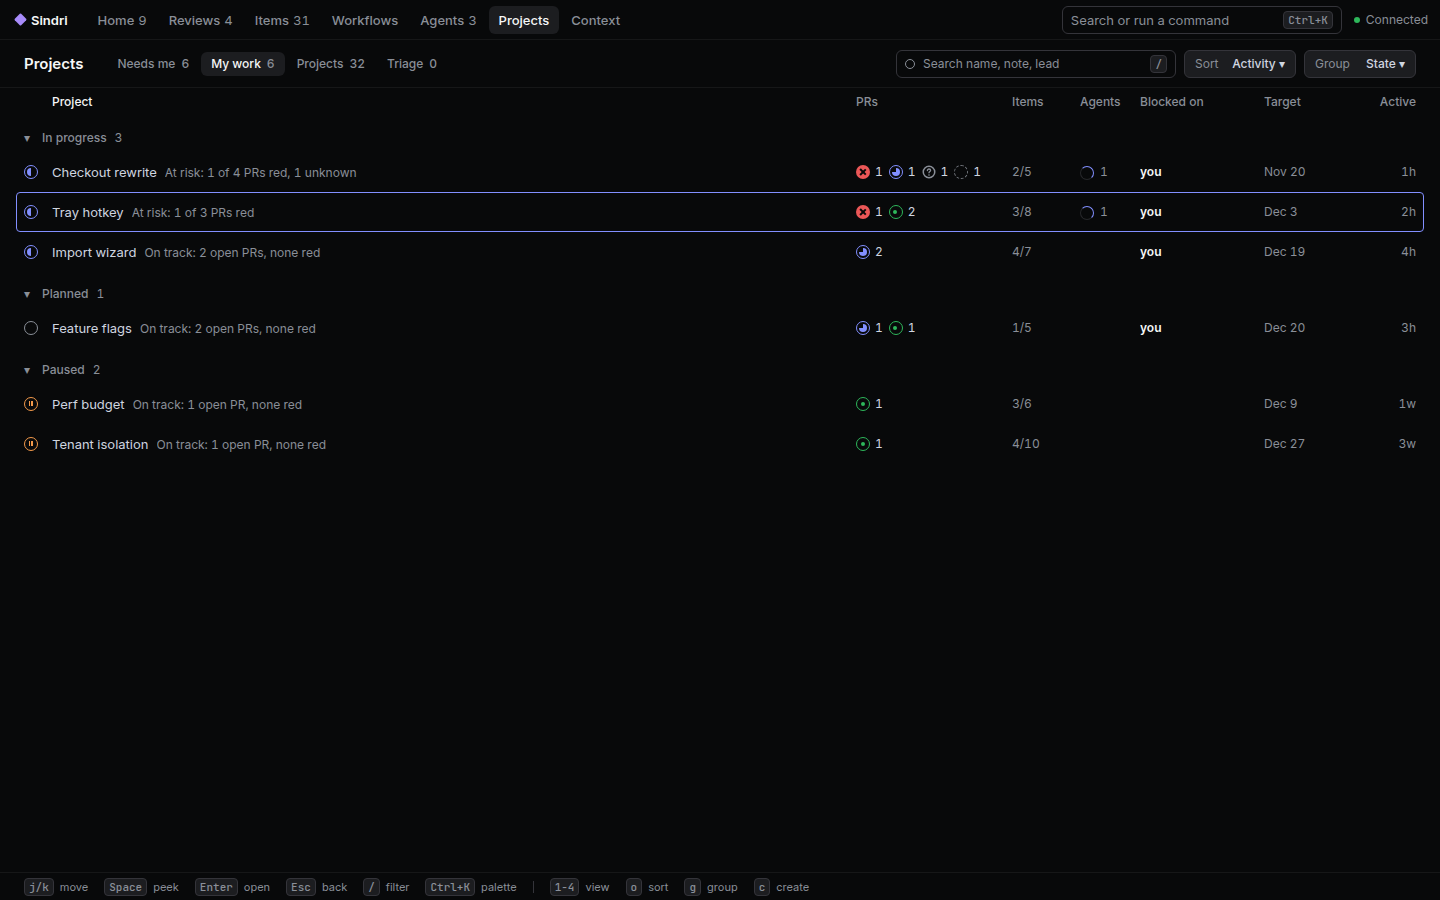 Sindri Home 9 Reviews 4 Items 31 Workflows Agents 3 Projects Context Search or run a command Ctrl+K Connected
Projects Needs me 6 My work 6 Projects 32 Triage 0 Search name, note, lead / Sort Activity ▾ Group State ▾
Project PRs Items Agents Blocked on Target Active
▾ In progress 3
Checkout rewrite At risk: 1 of 4 PRs red, 1 unknown 1 1 1 1 2/5 1 you Nov 20 1h
Tray hotkey At risk: 1 of 3 PRs red 1 2 3/8 1 you Dec 3 2h
Import wizard On track: 2 open PRs, none red 2 4/7 you Dec 19 4h
▾ Planned 1
Feature flags On track: 2 open PRs, none red 1 1 1/5 you Dec 20 3h
▾ Paused 2
Perf budget On track: 1 open PR, none red 1 3/6 Dec 9 1w
Tenant isolation On track: 1 open PR, none red 1 4/10 Dec 27 3w
j/k move Space peek Enter open Esc back / filter Ctrl+K palette 1-4 view o sort g group c create